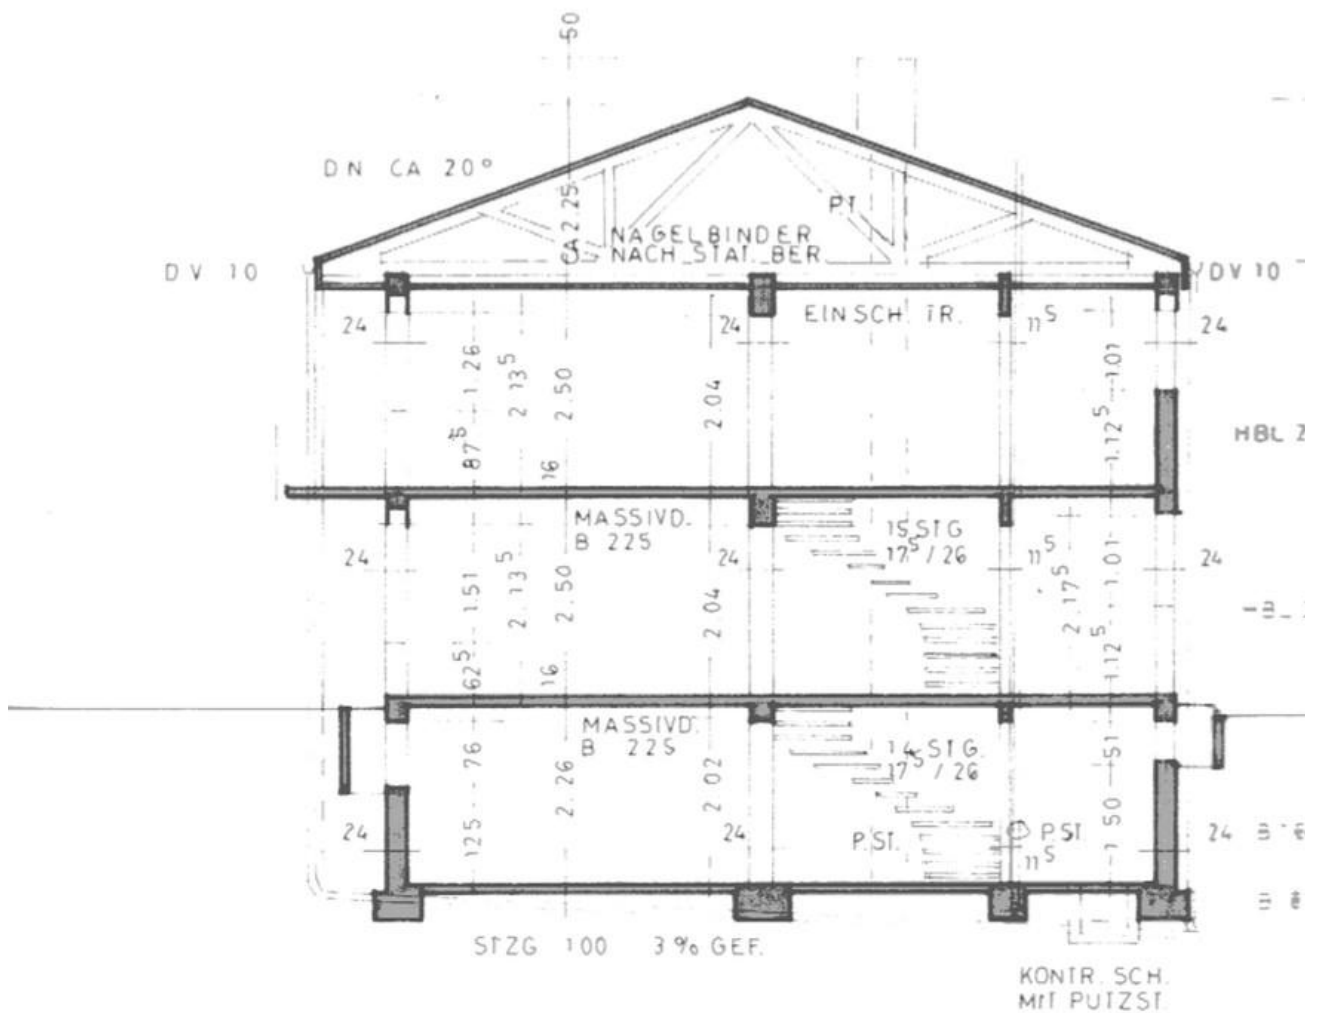 50
DN CA 20°
CA 2.25
P.T.
NAGELBINDER
NACH STAT. BER
DV 10
DV 10
EINSCH. TR.
24
24
11⁵
24
87⁵
1.26
2.13⁵
2.50
16
2.04
1.12⁵
1.01
HBL 2
MASSIVD.
B 225
15 STG
17⁵ / 26
24
24
11⁵
24
62⁵
1.51
2.13⁵
2.50
16
2.04
2.17⁵
1.12⁵
1.01
MASSIVD.
B 225
14 STG.
17⁵ / 26
125
76
2.26
2.02
1 50
51
24
24
P.ST.
P.ST
11⁵
24
STZG 100 3% GEF.
KONTR. SCH.
MIT PUTZST.